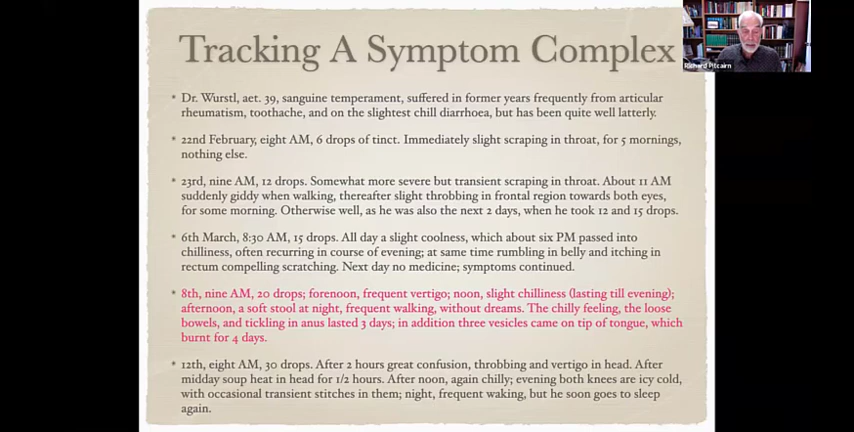 Tracking A Symptom Complex
Richard Pitcairn
* Dr. Wurstl, aet. 39, sanguine temperament, suffered in former years frequently from articular
rheumatism, toothache, and on the slightest chill diarrhoea, but has been quite well latterly.
* 22nd February, eight AM, 6 drops of tinct. Immediately slight scraping in throat, for 5 mornings,
nothing else.
* 23rd, nine AM, 12 drops. Somewhat more severe but transient scraping in throat. About 11 AM
suddenly giddy when walking, thereafter slight throbbing in frontal region towards both eyes,
for some morning. Otherwise well, as he was also the next 2 days, when he took 12 and 15 drops.
* 6th March, 8:30 AM, 15 drops. All day a slight coolness, which about six PM passed into
chilliness, often recurring in course of evening; at same time rumbling in belly and itching in
rectum compelling scratching. Next day no medicine; symptoms continued.
* 8th, nine AM, 20 drops; forenoon, frequent vertigo; noon, slight chilliness (lasting till evening);
afternoon, a soft stool at night, frequent walking, without dreams. The chilly feeling, the loose
bowels, and tickling in anus lasted 3 days; in addition three vesicles came on tip of tongue, which
burnt for 4 days.
* 12th, eight AM, 30 drops. After 2 hours great confusion, throbbing and vertigo in head. After
midday soup heat in head for 1/2 hours. After noon, again chilly; evening both knees are icy cold,
with occasional transient stitches in them; night, frequent waking, but he soon goes to sleep
again.